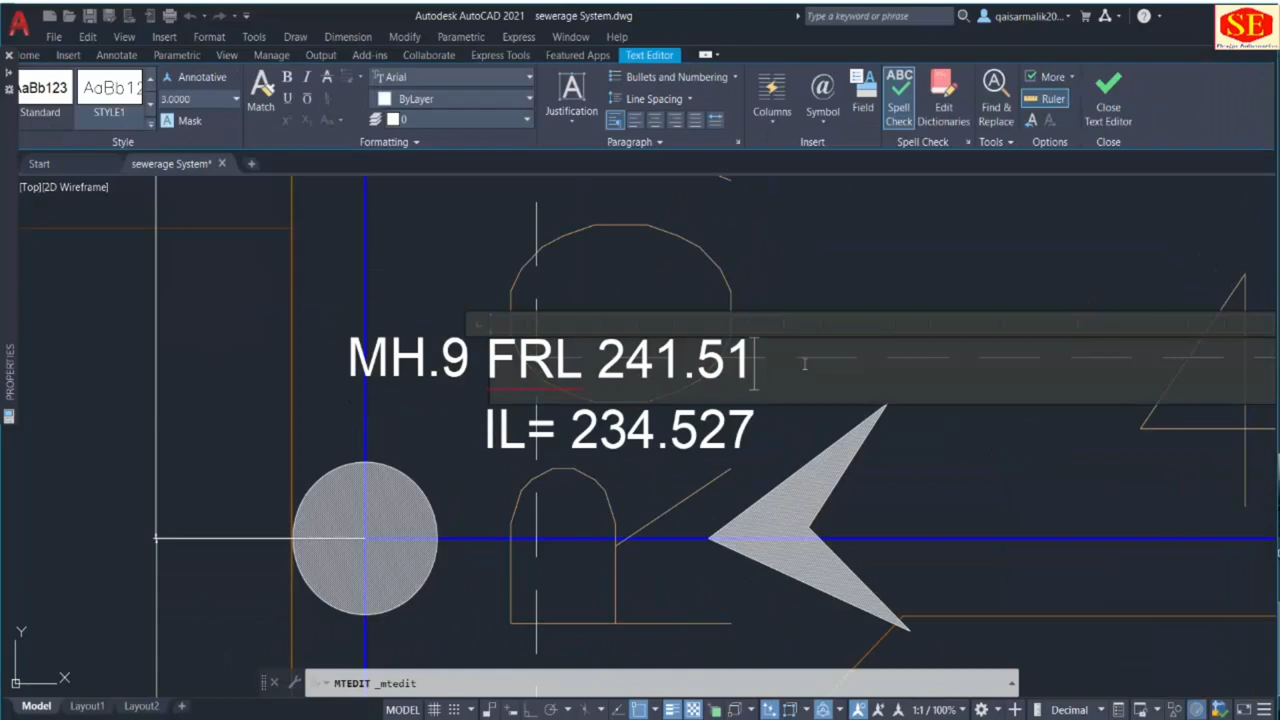 Autodesk AutoCAD 2021 sewerage System.dwg
Type a keyword or phrase
qaisarmalik20...
SE
File Edit View Insert Format Tools Draw Dimension Modify Parametric Express Window Help
Home Insert Annotate Parametric View Manage Output Add-ins Collaborate Express Tools Featured Apps Text Editor
AaBb123
Standard
AaBb12
STYLE1
Annotative
3.0000
Mask
Style
Match
Arial
ByLayer
0
Formatting
Justification
Bullets and Numbering
Line Spacing
Paragraph
Columns
Symbol
Field
Insert
ABC
Spell Check
Edit Dictionaries
Spell Check
Find & Replace
Tools
More
Ruler
Options
Close Text Editor
Close
Start
sewerage System*
[Top][2D Wireframe]
PROPERTIES
MH.9 FRL 241.51
IL= 234.527
Y
X
MTEDIT _mtedit
Model Layout1 Layout2
MODEL
1:1 / 100%
Decimal